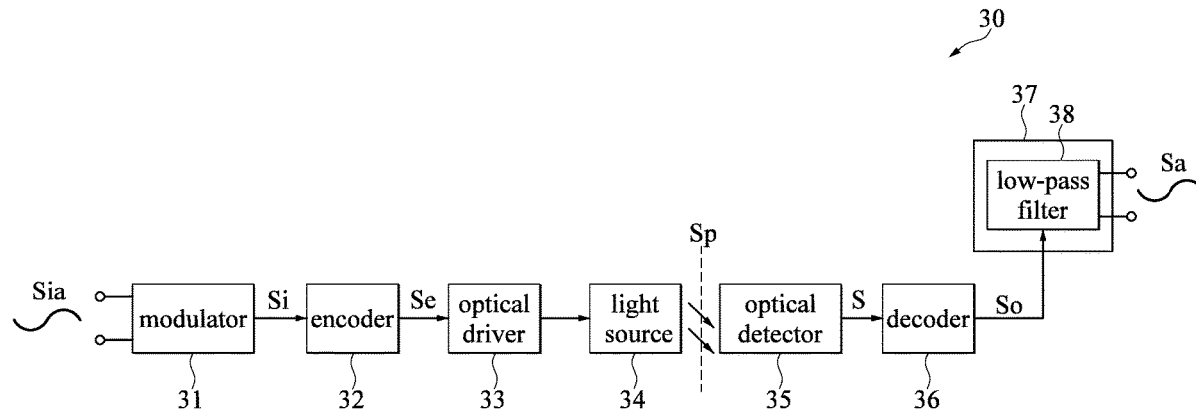 30
37
38
Sa
low-pass
filter
Sp
Sia
modulator
Si
encoder
Se
optical
driver
light
source
optical
detector
S
decoder
So
31
32
33
34
35
36